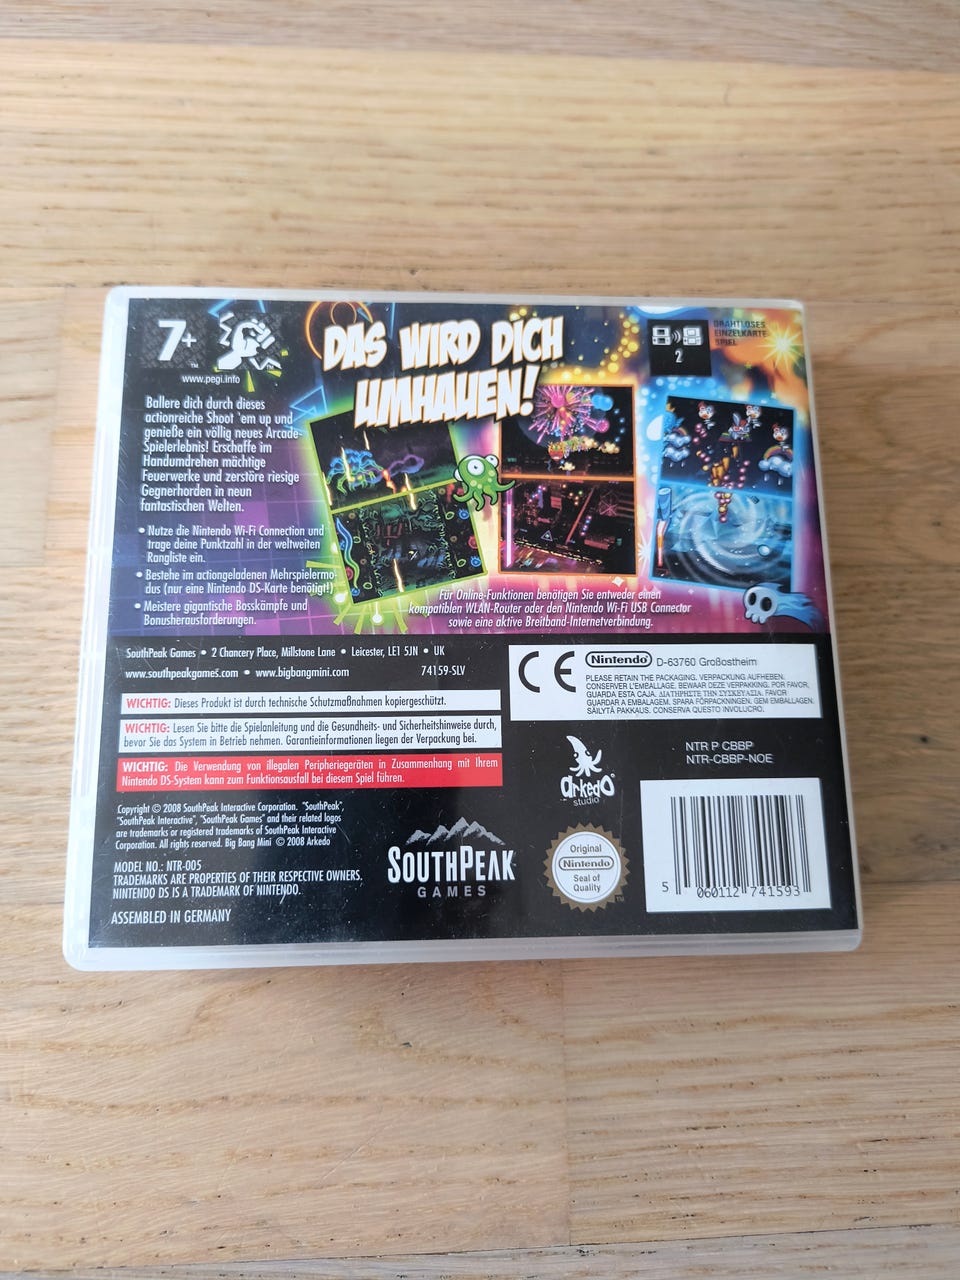 7+
™
™
www.pegi.info
DAS WIRD DICH
UMHAUEN!
2
DRAHTLOSES
EINZELKARTE
SPIEL
Ballere dich durch dieses
actionreiche Shoot 'em up und
genieße ein völlig neues Arcade-
Spielerlebnis! Erschaffe im
Handumdrehen mächtige
Feuerwerke und zerstöre riesige
Gegnerhorden in neun
fantastischen Welten.
• Nutze die Nintendo Wi-Fi Connection und
trage deine Punktzahl in der weltweiten
Rangliste ein.
• Bestehe im actiongeladenen Mehrspielermo-
dus (nur eine Nintendo DS-Karte benötigt!)
• Meistere gigantische Bosskämpfe und
Bonusherausforderungen.
Für Online-Funktionen benötigen Sie entweder einen
kompatiblen WLAN-Router oder den Nintendo Wi-Fi USB Connector
sowie eine aktive Breitband-Internetverbindung.
SouthPeak Games • 2 Chancery Place, Millstone Lane • Leicester, LE1 5JN • UK
www.southpeakgames.com • www.bigbangmini.com 74159-SLV
WICHTIG: Dieses Produkt ist durch technische Schutzmaßnahmen kopiergeschützt.
WICHTIG: Lesen Sie bitte die Spielanleitung und die Gesundheits- und Sicherheitshinweise durch,
bevor Sie das System in Betrieb nehmen. Garantieinformationen liegen der Verpackung bei.
WICHTIG: Die Verwendung von illegalen Peripheriegeräten in Zusammenhang mit Ihrem
Nintendo DS-System kann zum Funktionsausfall bei diesem Spiel führen.
CE
Nintendo D-63760 Großostheim
PLEASE RETAIN THE PACKAGING. VERPACKUNG AUFHEBEN.
CONSERVER L'EMBALLAGE. BEWAAR DEZE VERPAKKING. POR FAVOR,
GUARDA ESTA CAJA. ΔΙΑΤΗΡΗΣΤΕ ΤΗΝ ΣΥΣΚΕΥΑΣΙΑ. FAVOR
GUARDAR A EMBALAGEM. SPARA FÖRPACKNINGEN. GEM EMBALLAGEN.
SÄILYTÄ PAKKAUS. CONSERVA QUESTO INVOLUCRO.
NTR P CBBP
NTR-CBBP-NOE
arkedo
studio
Copyright © 2008 SouthPeak Interactive Corporation. "SouthPeak",
"SouthPeak Interactive", "SouthPeak Games" and their related logos
are trademarks or registered trademarks of SouthPeak Interactive
Corporation. All rights reserved. Big Bang Mini © 2008 Arkedo
MODEL NO.: NTR-005
TRADEMARKS ARE PROPERTIES OF THEIR RESPECTIVE OWNERS.
NINTENDO DS IS A TRADEMARK OF NINTENDO.
ASSEMBLED IN GERMANY
SOUTHPEAK
GAMES
Original
Nintendo
Seal of
Quality
™
5 060112 741593